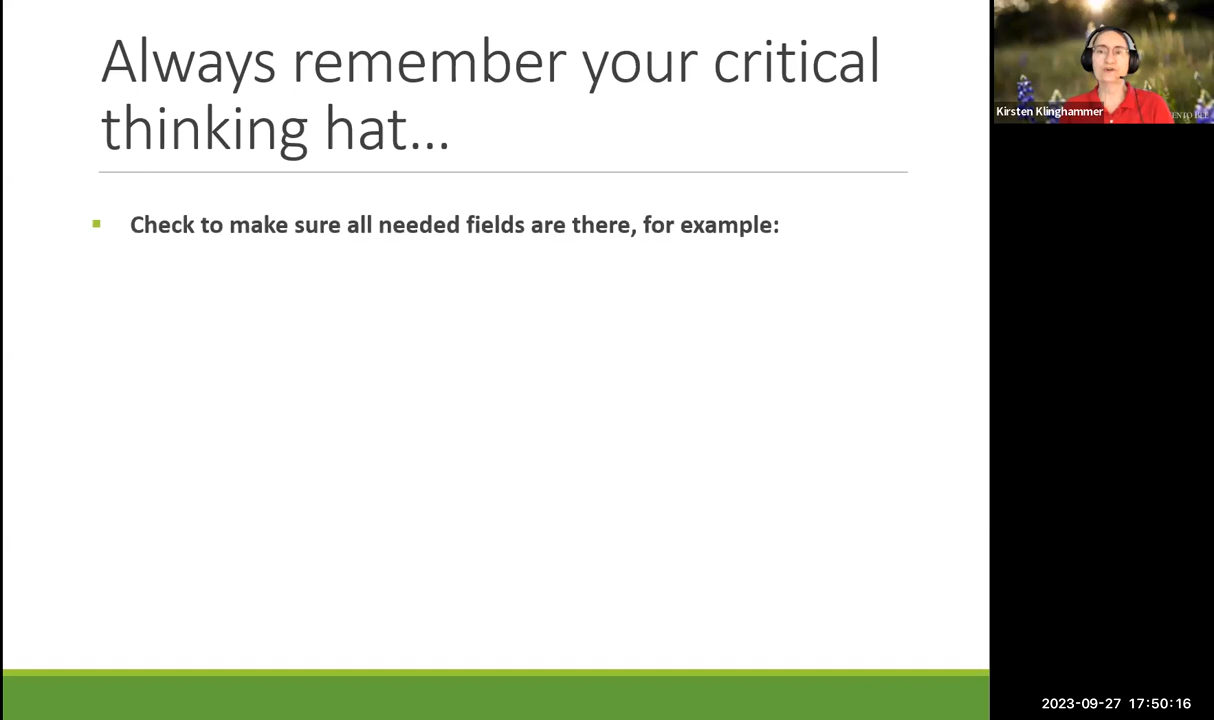 Always remember your critical
thinking hat...
Check to make sure all needed fields are there, for example:
Kirsten Klinghammer
2023-09-27 17:50:16